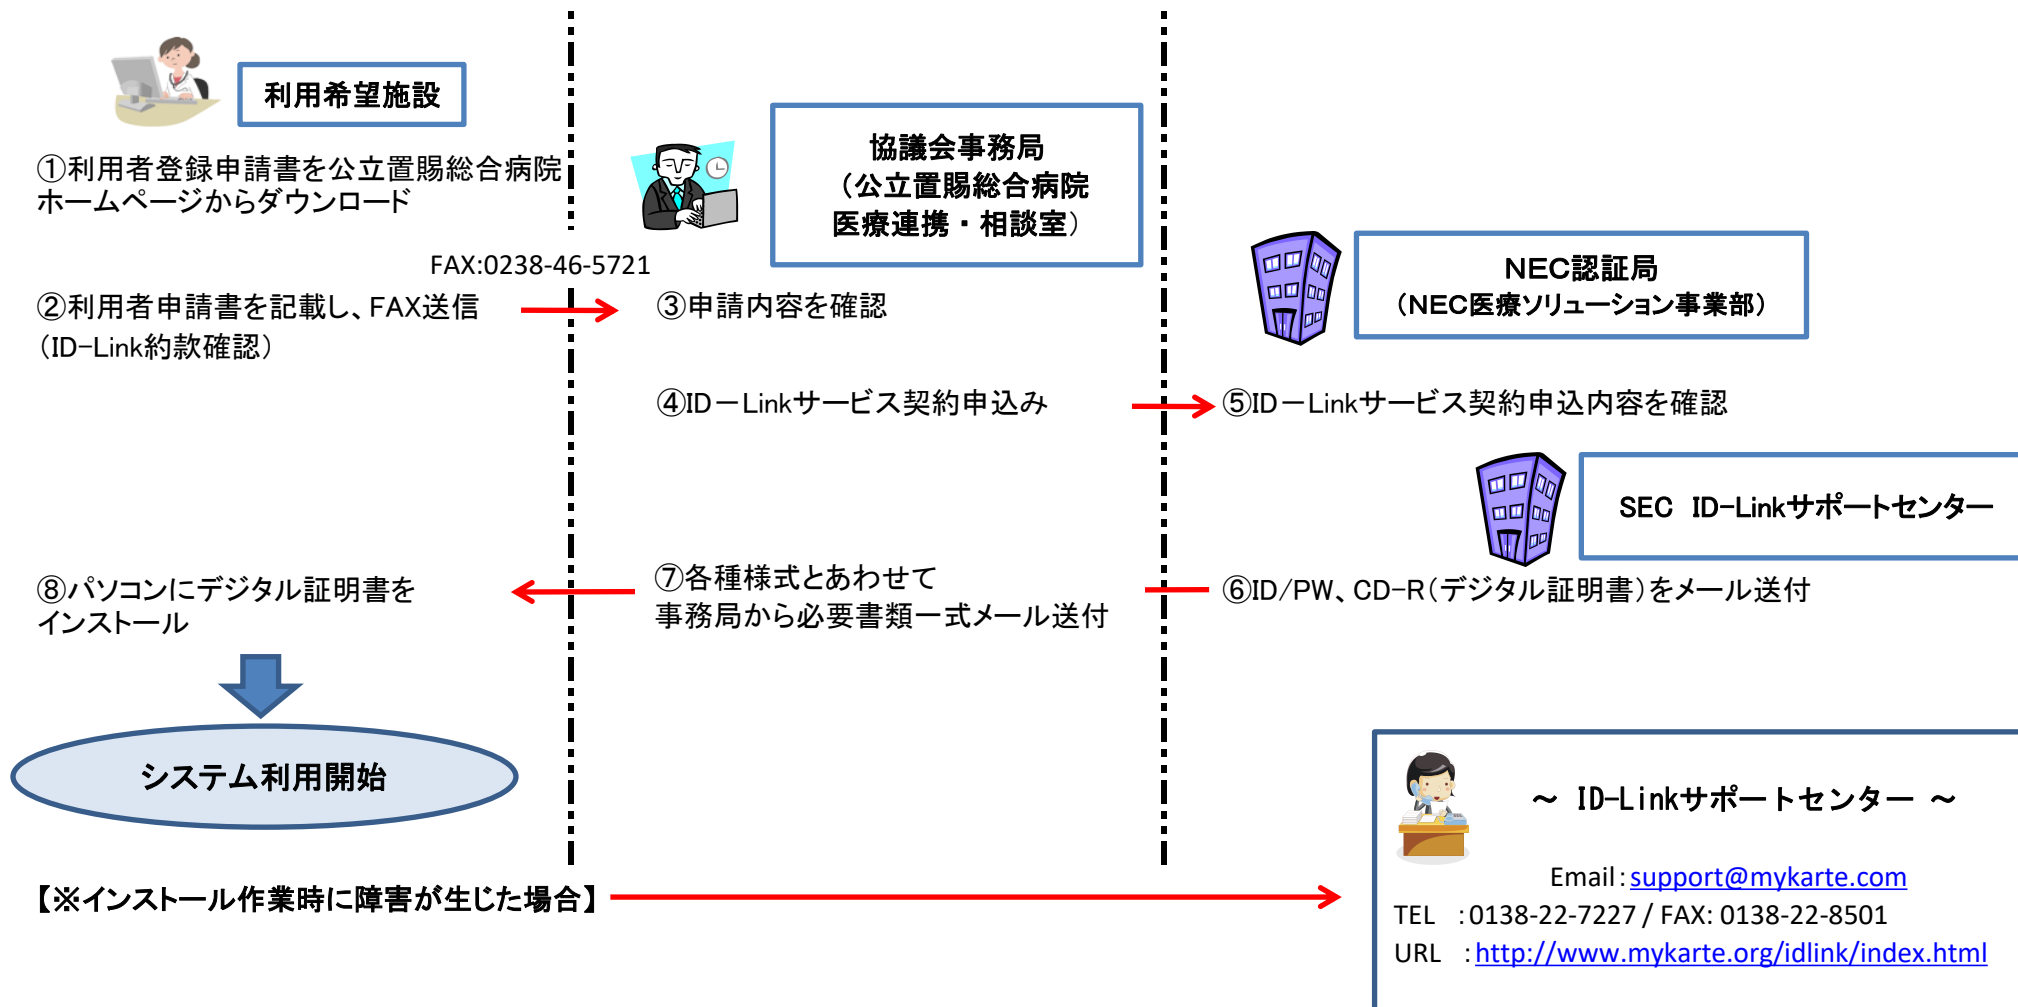 利用希望施設
①利用者登録申請書を公立置賜総合病院
ホームページからダウンロード
協議会事務局
（公立置賜総合病院
医療連携・相談室）
FAX:0238-46-5721
②利用者申請書を記載し、FAX送信
（ID-Link約款確認）
③申請内容を確認
NEC認証局
（NEC医療ソリューション事業部）
④ID－Linkサービス契約申込み
⑤ID－Linkサービス契約申込内容を確認
SEC　ID-Linkサポートセンター
⑥ID/PW、CD-R（デジタル証明書）をメール送付
⑦各種様式とあわせて
事務局から必要書類一式メール送付
⑧パソコンにデジタル証明書を
インストール
システム利用開始
【※インストール作業時に障害が生じた場合】
～ ID-Linkサポートセンター ～
Email：support@mykarte.com
TEL ：0138-22-7227 / FAX: 0138-22-8501
URL ：http://www.mykarte.org/idlink/index.html